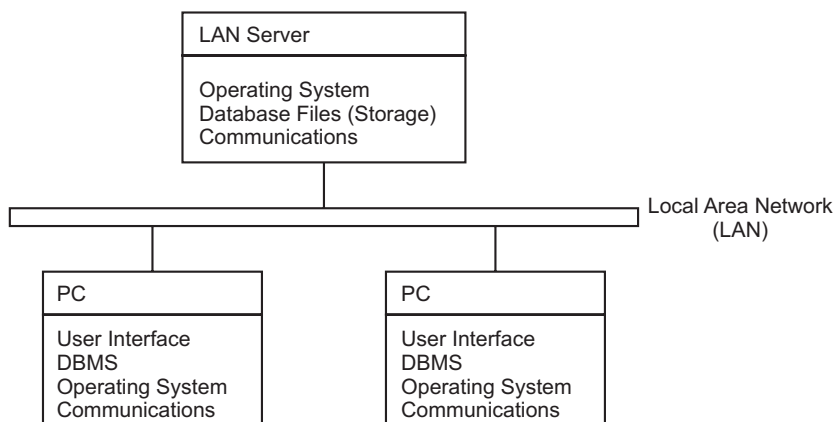 LAN Server
Operating System
Database Files (Storage)
Communications
Local Area Network
(LAN)
PC
User Interface
DBMS
Operating System
Communications
PC
User Interface
DBMS
Operating System
Communications